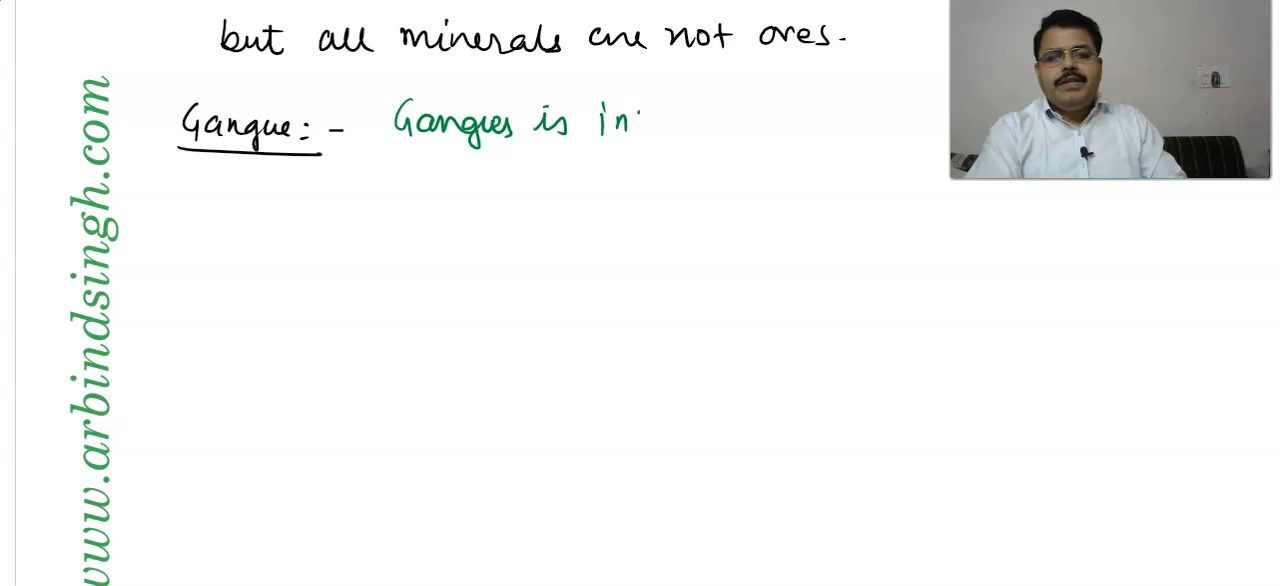 but all minerals are not ores.
Gangue:- Gangues is in
www.arbindsingh.com